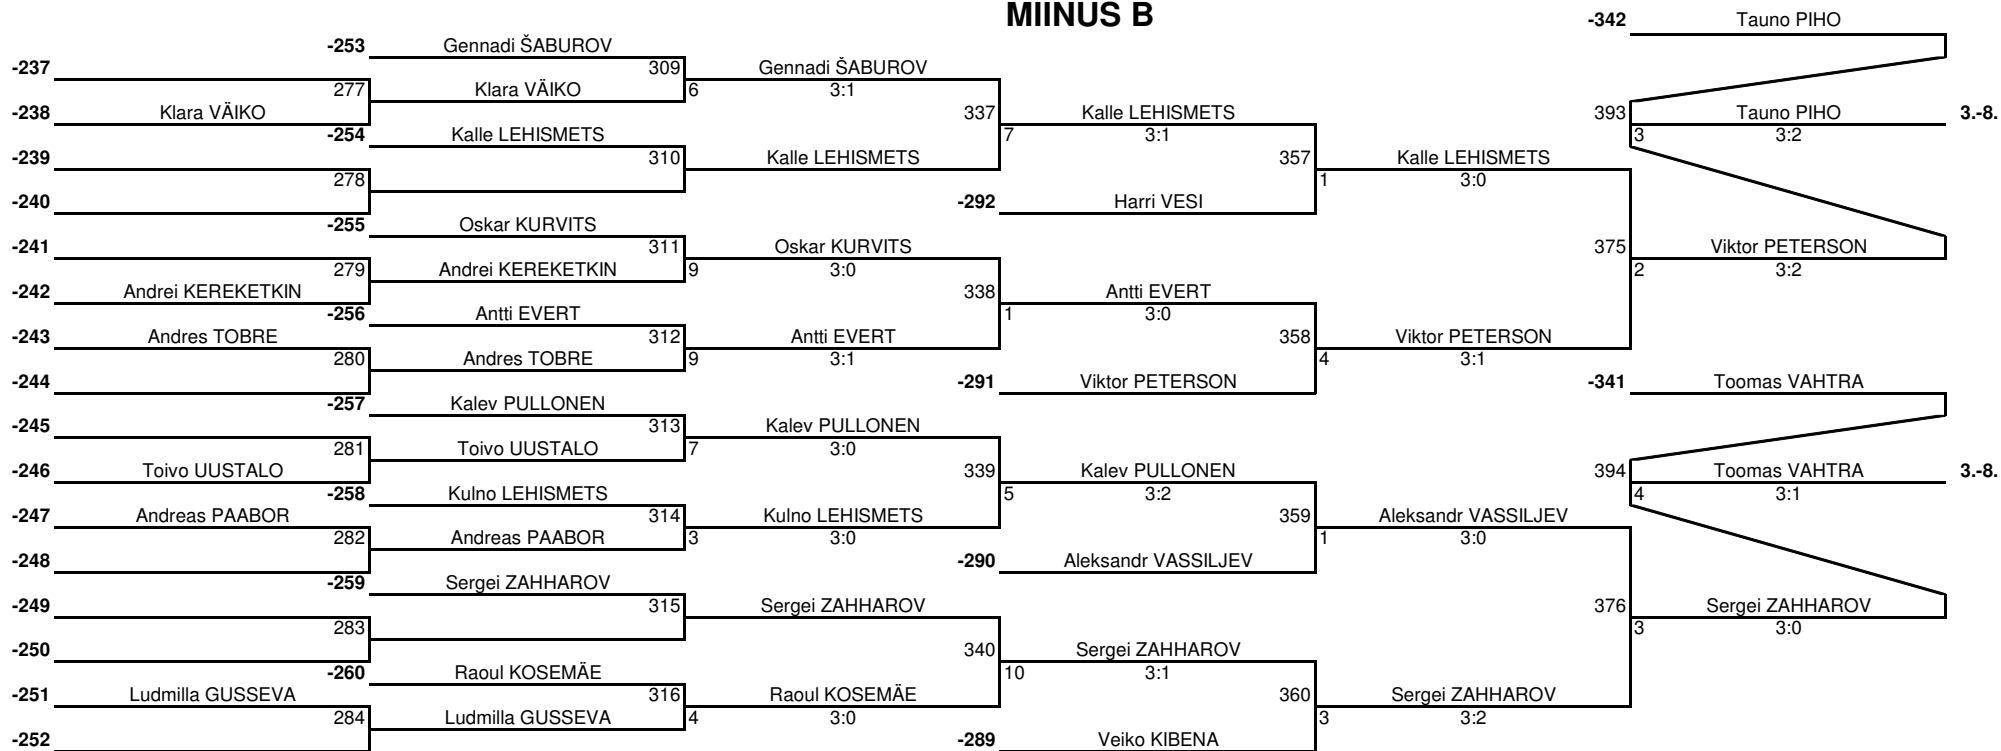 MIINUS B
-342 Tauno PIHO
-253 Gennadi ŠABUROV
-237 309 Gennadi ŠABUROV
277 Klara VÄIKO 6 3:1
-238 Klara VÄIKO 337 Kalle LEHISMETS 393 Tauno PIHO 3.-8.
-254 Kalle LEHISMETS 7 3:1 3 3:2
-239 310 Kalle LEHISMETS 357 Kalle LEHISMETS
278 1 3:0
-240 -292 Harri VESI
-255 Oskar KURVITS
-241 311 Oskar KURVITS 375 Viktor PETERSON
279 Andrei KEREKETKIN 9 3:0 2 3:2
-242 Andrei KEREKETKIN 338 Antti EVERT
-256 Antti EVERT 1 3:0
-243 Andres TOBRE 312 Antti EVERT 358 Viktor PETERSON
280 Andres TOBRE 9 3:1 4 3:1
-244 -291 Viktor PETERSON -341 Toomas VAHTRA
-257 Kalev PULLONEN
-245 313 Kalev PULLONEN
281 Toivo UUSTALO 7 3:0
-246 Toivo UUSTALO 339 Kalev PULLONEN 394 Toomas VAHTRA 3.-8.
-258 Kulno LEHISMETS 5 3:2 4 3:1
-247 Andreas PAABOR 314 Kulno LEHISMETS 359 Aleksandr VASSILJEV
282 Andreas PAABOR 3 3:0 1 3:0
-248 -290 Aleksandr VASSILJEV
-259 Sergei ZAHHAROV
-249 315 Sergei ZAHHAROV 376 Sergei ZAHHAROV
283 3 3:0
-250 340 Sergei ZAHHAROV
-260 Raoul KOSEMÄE 10 3:1
-251 Ludmilla GUSSEVA 316 Raoul KOSEMÄE 360 Sergei ZAHHAROV
284 Ludmilla GUSSEVA 4 3:0 3 3:2
-252 -289 Veiko KIBENA